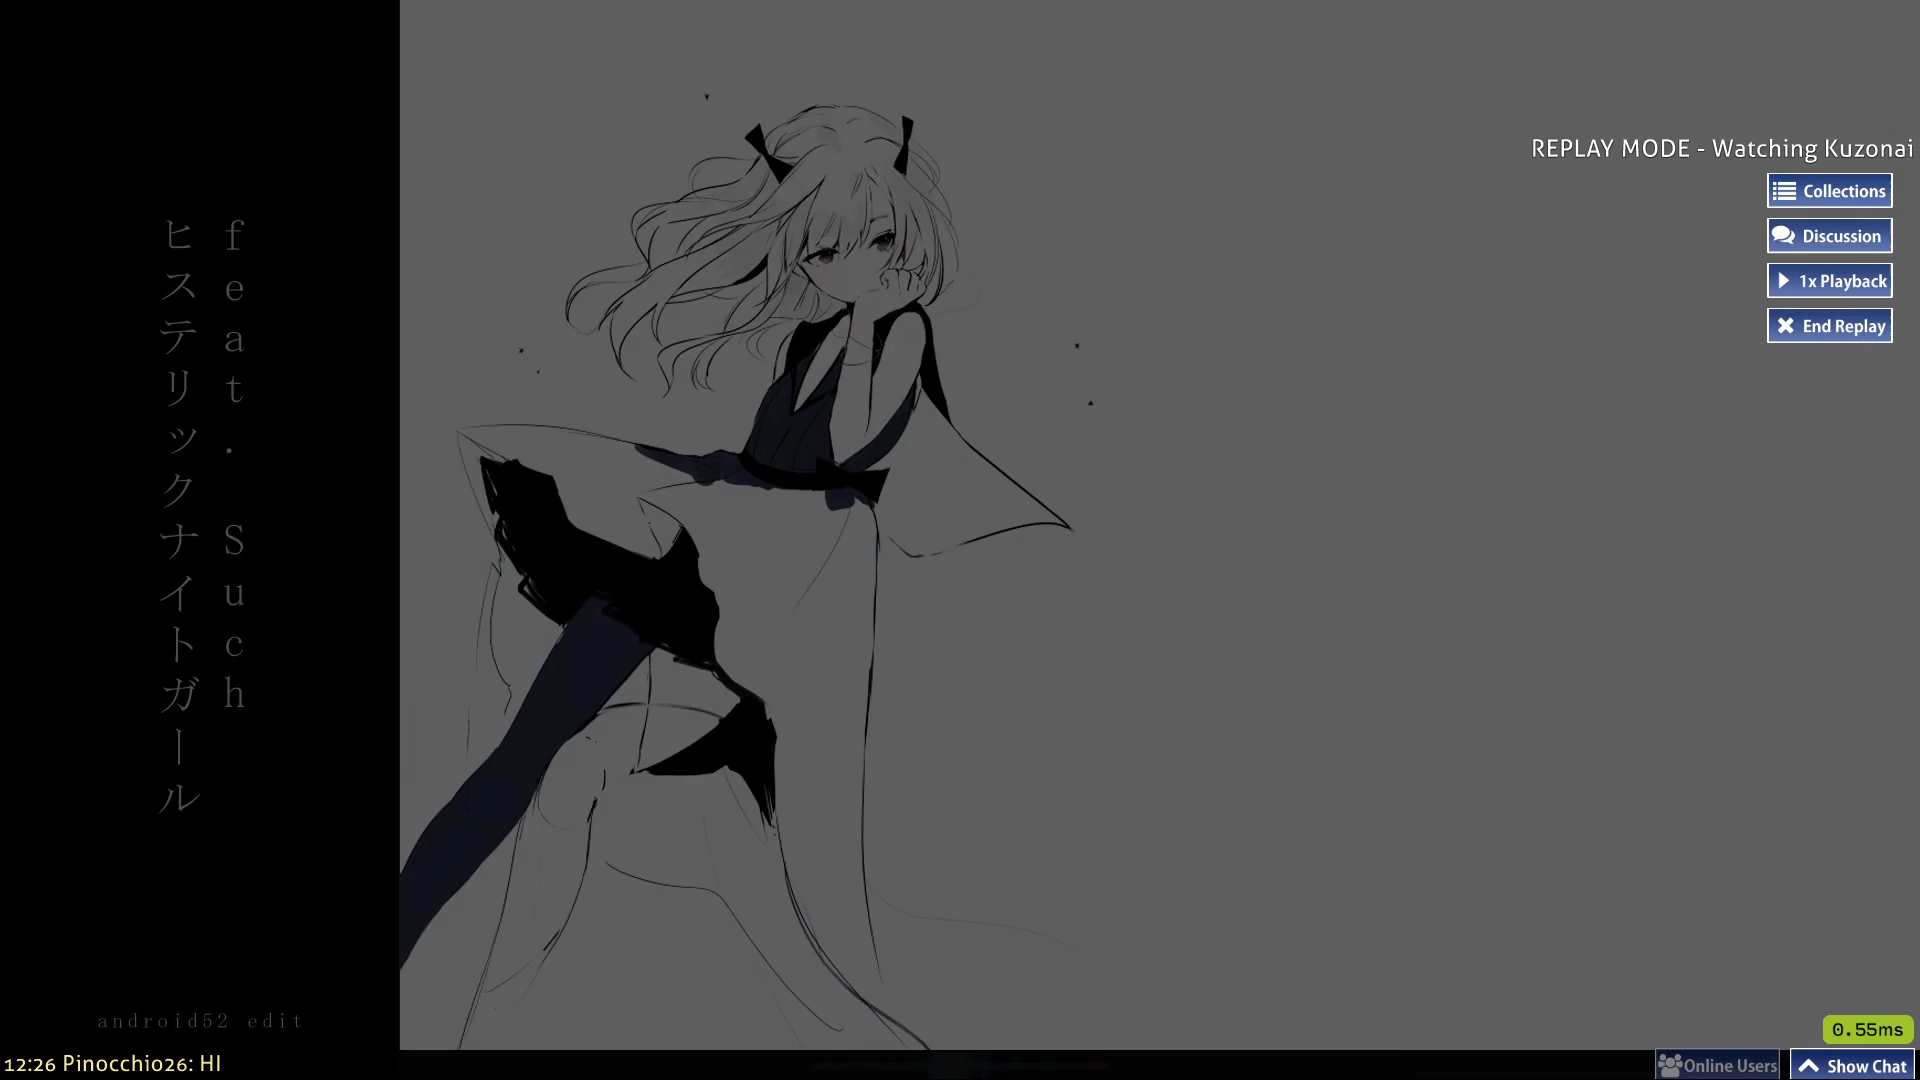 feat. Such
ヒステリックナイトガール
android52 edit
REPLAY MODE - Watching Kuzonai
Collections
Discussion
1x Playback
End Replay
0.55ms
12:26 Pinocchio26: HI
Online Users
Show Chat